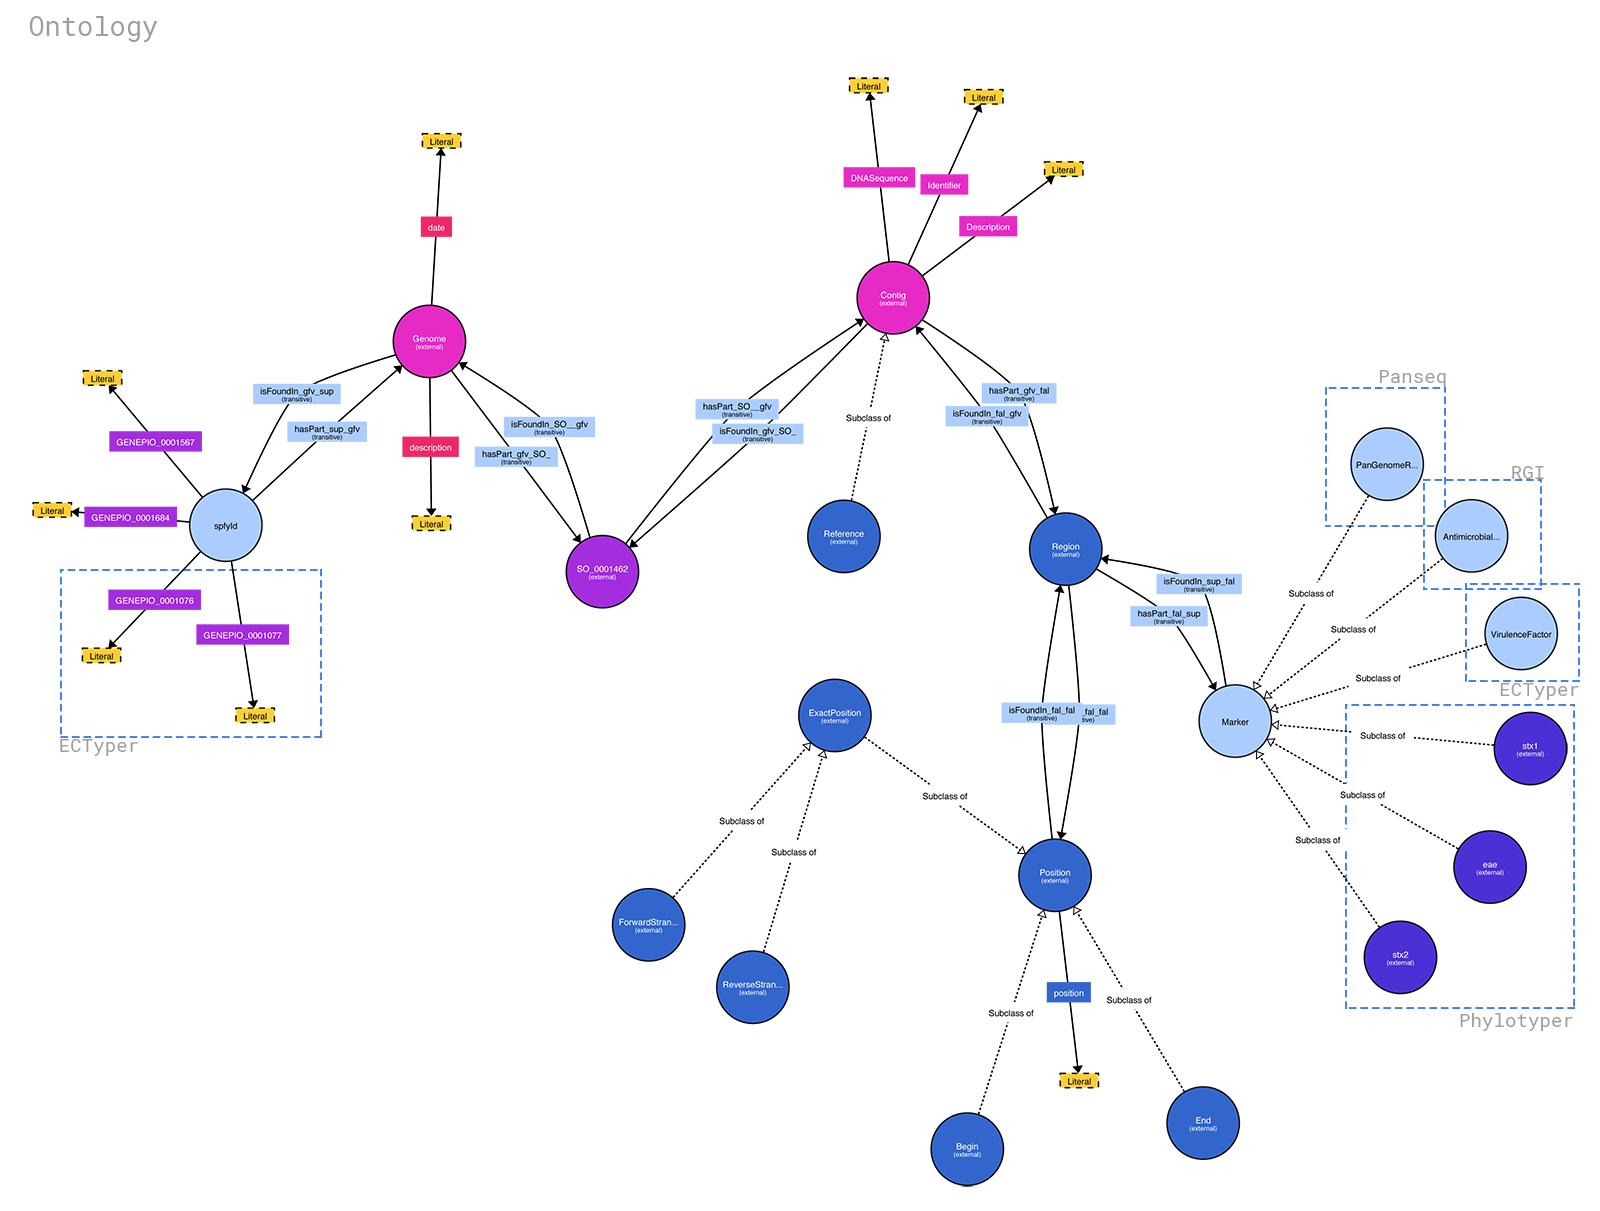 Ontology
Literal
Literal
Literal
Literal
DNASequence
Identifier
Description
date
Contig
(external)
Genome
(external)
Literal
isFoundIn_gfv_sup
(transitive)
hasPart_sup_gfv
(transitive)
GENEPIO_0001567
description
isFoundIn_SO__gfv
(transitive)
hasPart_gfv_SO_
(transitive)
hasPart_SO__gfv
(transitive)
isFoundIn_gfv_SO_
(transitive)
Subclass of
hasPart_gfv_fal
(transitive)
isFoundIn_fal_gfv
(transitive)
Panseq
PanGenomeR...
RGI
Literal
GENEPIO_0001684
spfyId
Literal
Reference
(external)
Region
(external)
Antimicrobial...
SO_0001462
(external)
isFoundIn_sup_fal
(transitive)
hasPart_fal_sup
(transitive)
Subclass of
Subclass of
VirulenceFactor
GENEPIO_0001076
GENEPIO_0001077
Literal
Literal
ECTyper
Subclass of
ECTyper
ExactPosition
(external)
isFoundIn_fal_fal
(transitive)
_fal_fal
tive)
Marker
Subclass of
stx1
(external)
Subclass of
Subclass of
Subclass of
Subclass of
Subclass of
eae
(external)
Position
(external)
ForwardStran...
(external)
ReverseStran...
(external)
stx2
(external)
position
Subclass of
Subclass of
Phylotyper
Literal
Begin
(external)
End
(external)